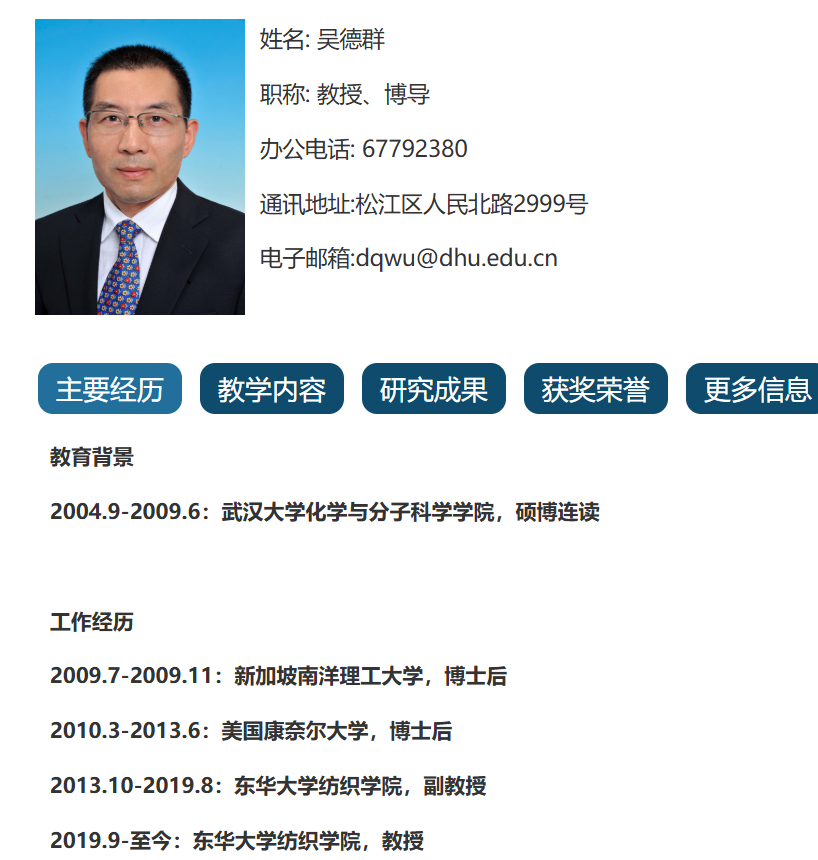 姓名: 吴德群
职称: 教授、博导
办公电话: 67792380
通讯地址:松江区人民北路2999号
电子邮箱:dqwu@dhu.edu.cn
主要经历
教学内容
研究成果
获奖荣誉
更多信息
教育背景
2004.9-2009.6：武汉大学化学与分子科学学院，硕博连读
工作经历
2009.7-2009.11：新加坡南洋理工大学，博士后
2010.3-2013.6：美国康奈尔大学，博士后
2013.10-2019.8：东华大学纺织学院，副教授
2019.9-至今：东华大学纺织学院，教授